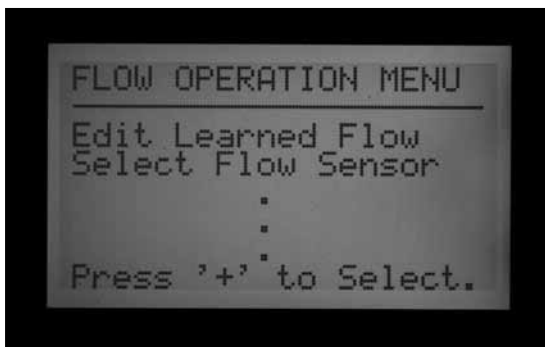 FLOW OPERATION MENU
Edit Learned Flow
Select Flow Sensor
.
.
.
Press '+' to Select.